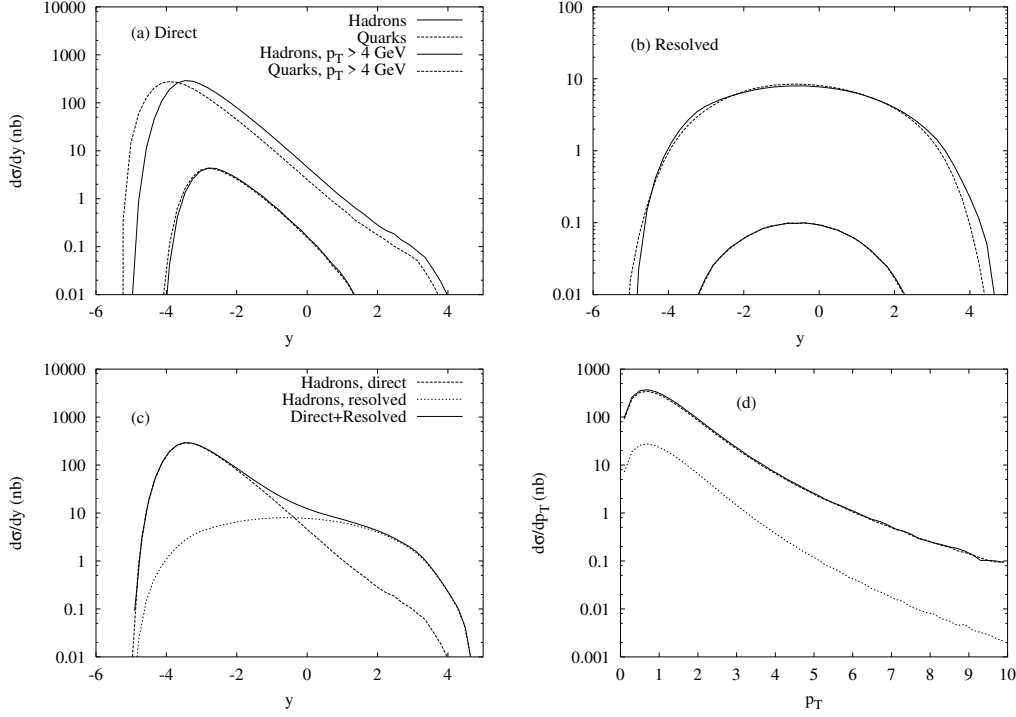 10000
1000
100
10
1
0.1
0.01
dσ/dy (nb)
(a) Direct
Hadrons
Quarks
Hadrons, p_T > 4 GeV
Quarks, p_T > 4 GeV
-6 -4 -2 0 2 4
y
100
10
1
0.1
0.01
dσ/dy (nb)
(b) Resolved
-6 -4 -2 0 2 4
y
10000
1000
100
10
1
0.1
0.01
dσ/dy (nb)
(c)
Hadrons, direct
Hadrons, resolved
Direct+Resolved
-6 -4 -2 0 2 4
y
10000
1000
100
10
1
0.1
0.01
0.001
dσ/dp_T (nb)
(d)
0 1 2 3 4 5 6 7 8 9 10
p_T